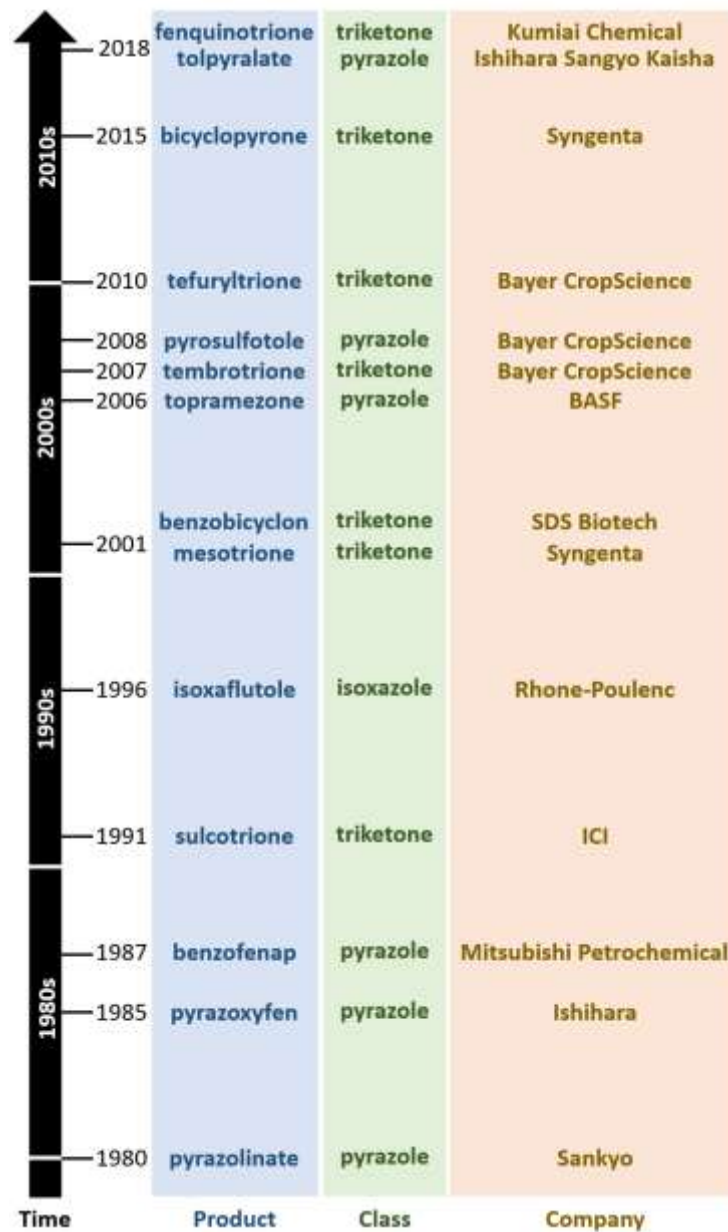 fenquinotrione triketone Kumiai Chemical
2018 tolpyralate pyrazole Ishihara Sangyo Kaisha
2015 bicyclopyrone triketone Syngenta
2010s
2010 tefuryltrione triketone Bayer CropScience
2008 pyrosulfotole pyrazole Bayer CropScience
2007 tembrotrione triketone Bayer CropScience
2006 topramezone pyrazole BASF
2000s
benzobicyclon triketone SDS Biotech
2001 mesotrione triketone Syngenta
1996 isoxaflutole isoxazole Rhone-Poulenc
1990s
1991 sulcotrione triketone ICI
1987 benzofenap pyrazole Mitsubishi Petrochemical
1985 pyrazoxyfen pyrazole Ishihara
1980s
1980 pyrazolinate pyrazole Sankyo
Time Product Class Company